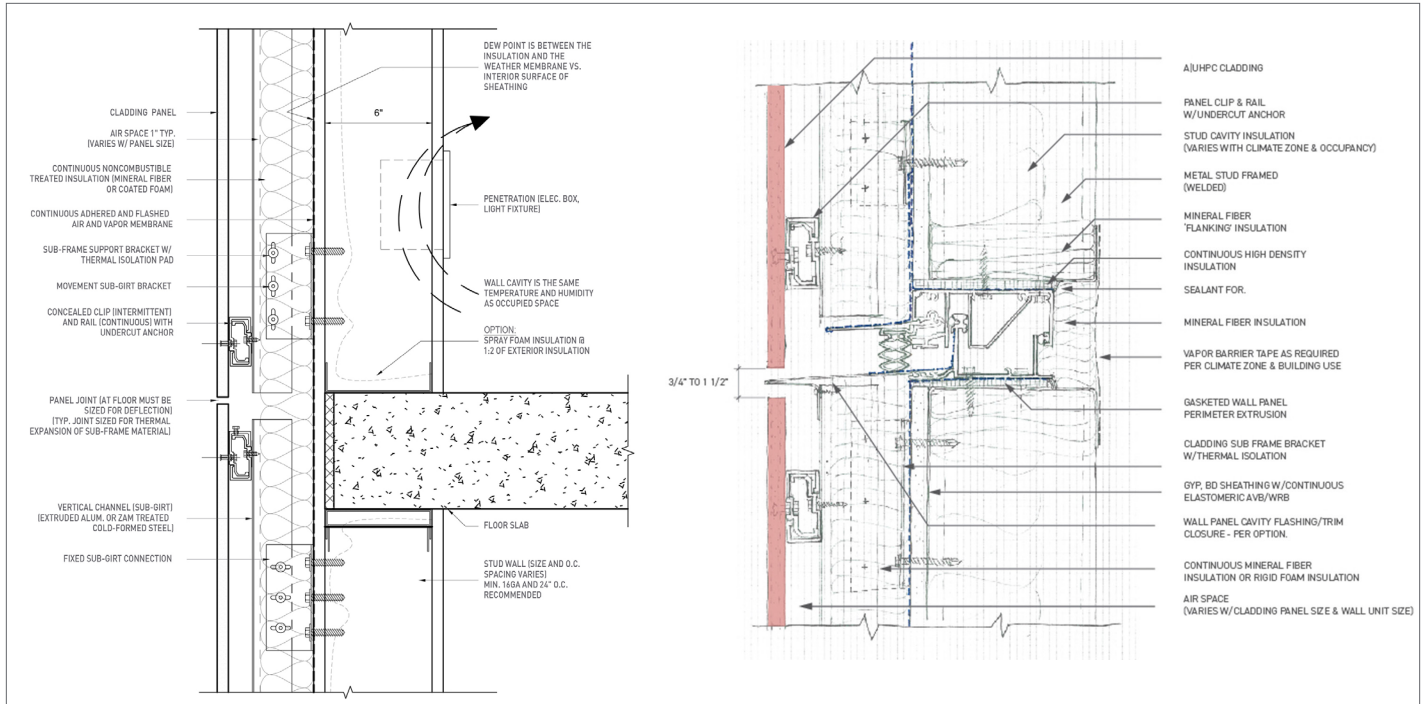 CLADDING PANEL
AIR SPACE 1" TYP.
(VARIES W/ PANEL SIZE)
CONTINUOUS NONCOMBUSTIBLE
TREATED INSULATION (MINERAL FIBER
OR COATED FOAM)
CONTINUOUS ADHERED AND FLASHED
AIR AND VAPOR MEMBRANE
SUB-FRAME SUPPORT BRACKET W/
THERMAL ISOLATION PAD
MOVEMENT SUB-GIRT BRACKET
CONCEALED CLIP (INTERMITTENT)
AND RAIL (CONTINUOUS) WITH
UNDERCUT ANCHOR
PANEL JOINT (AT FLOOR MUST BE
SIZED FOR DEFLECTION)
(TYP. JOINT SIZED FOR THERMAL
EXPANSION OF SUB-FRAME MATERIAL)
VERTICAL CHANNEL (SUB-GIRT)
(EXTRUDED ALUM. OR ZAM TREATED
COLD-FORMED STEEL)
FIXED SUB-GIRT CONNECTION
6"
DEW POINT IS BETWEEN THE
INSULATION AND THE
WEATHER MEMBRANE VS.
INTERIOR SURFACE OF
SHEATHING
PENETRATION (ELEC. BOX,
LIGHT FIXTURE)
WALL CAVITY IS THE SAME
TEMPERATURE AND HUMIDITY
AS OCCUPIED SPACE
OPTION:
SPRAY FOAM INSULATION @
1:2 OF EXTERIOR INSULATION
FLOOR SLAB
STUD WALL (SIZE AND O.C.
SPACING VARIES)
MIN. 16GA AND 24" O.C.
RECOMMENDED
3/4" TO 1 1/2"
A|UHPC CLADDING
PANEL CLIP & RAIL
W/UNDERCUT ANCHOR
STUD CAVITY INSULATION
(VARIES WITH CLIMATE ZONE & OCCUPANCY)
METAL STUD FRAMED
(WELDED)
MINERAL FIBER
'FLANKING' INSULATION
CONTINUOUS HIGH DENSITY
INSULATION
SEALANT FOR.
MINERAL FIBER INSULATION
VAPOR BARRIER TAPE AS REQUIRED
PER CLIMATE ZONE & BUILDING USE
GASKETED WALL PANEL
PERIMETER EXTRUSION
CLADDING SUB FRAME BRACKET
W/THERMAL ISOLATION
GYP, BD SHEATHING W/CONTINUOUS
ELASTOMERIC AVB/WRB
WALL PANEL CAVITY FLASHING/TRIM
CLOSURE - PER OPTION.
CONTINUOUS MINERAL FIBER
INSULATION OR RIGID FOAM INSULATION
AIR SPACE
(VARIES W/CLADDING PANEL SIZE & WALL UNIT SIZE)